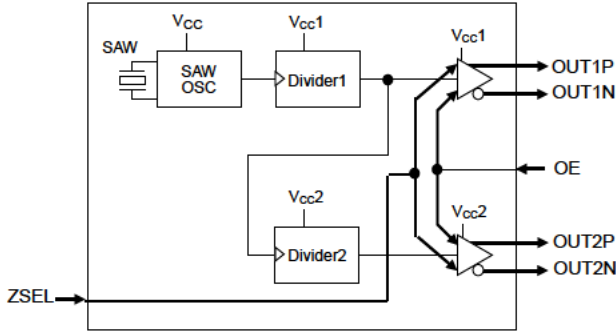 VCC
VCC1
SAW
SAW
OSC
Divider1
VCC1
OUT1P
OUT1N
OE
VCC2
VCC2
Divider2
OUT2P
OUT2N
ZSEL